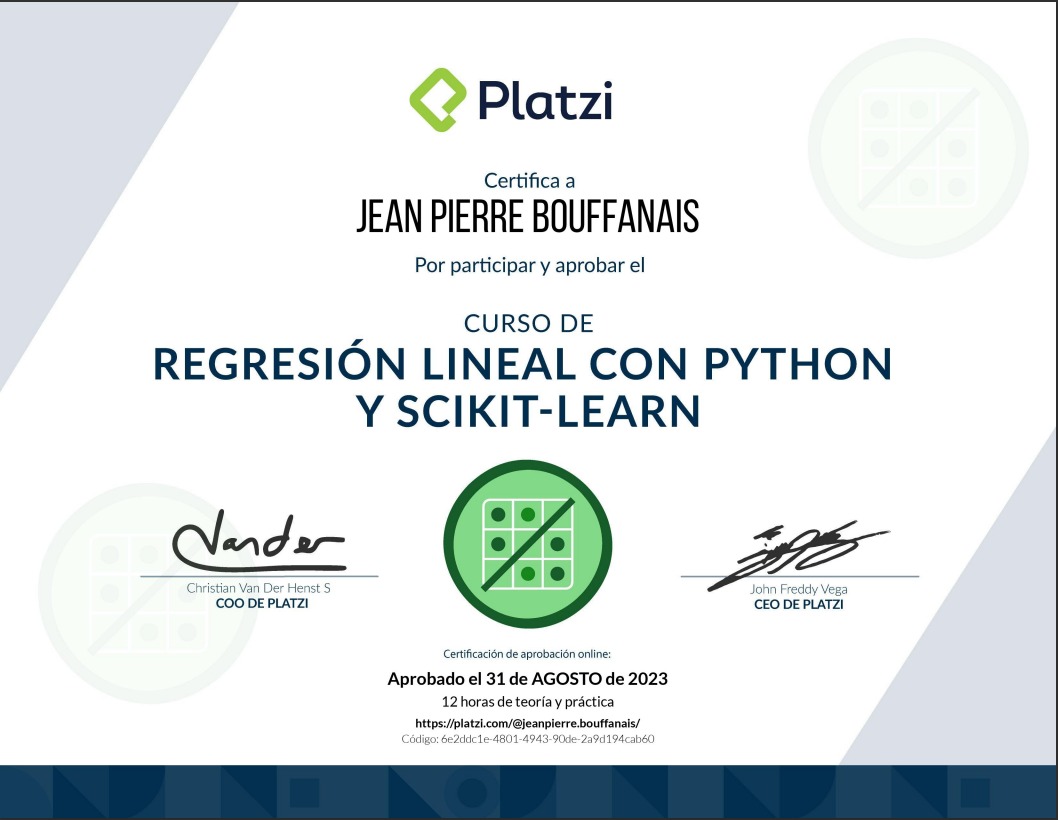 Platzi
Certifica a
JEAN PIERRE BOUFFANAIS
Por participar y aprobar el
CURSO DE
REGRESIÓN LINEAL CON PYTHON
Y SCIKIT-LEARN
Vander
Christian Van Der Henst S
COO DE PLATZI
John Freddy Vega
CEO DE PLATZI
Certificación de aprobación online:
Aprobado el 31 de AGOSTO de 2023
12 horas de teoría y práctica
https://platzi.com/@jeanpierre.bouffanais/
Código: 6e2ddc1e-4801-4943-90de-2a9d194cab60